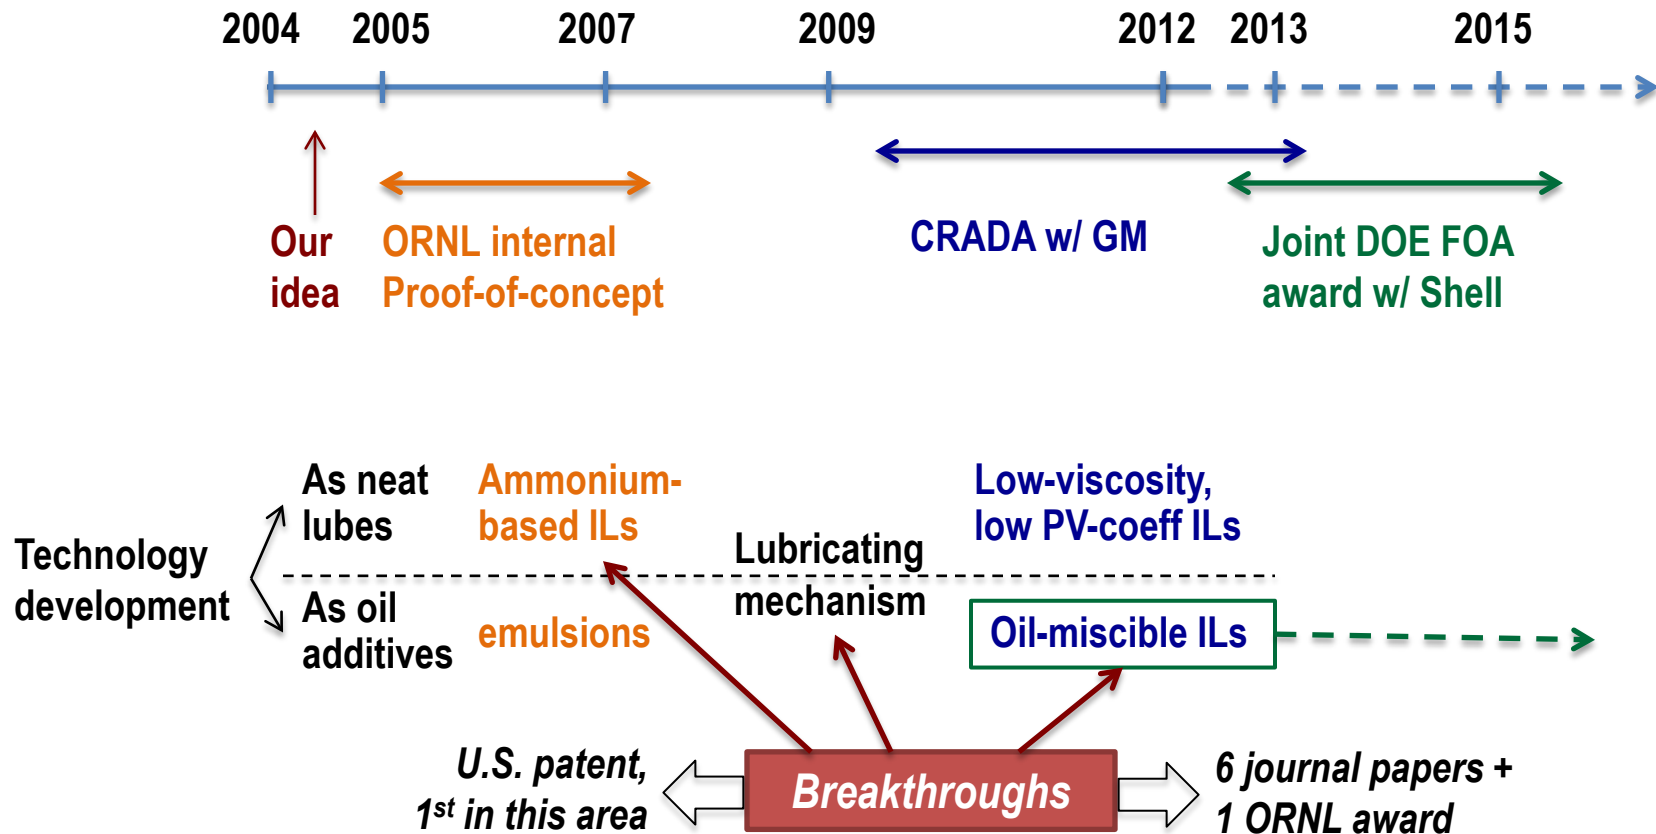 2004 2005 2007 2009 2012 2013 2015
Our
idea
ORNL internal
Proof-of-concept
CRADA w/ GM
Joint DOE FOA
award w/ Shell
Technology
development
As neat
lubes
Ammonium-
based ILs
Low-viscosity,
low PV-coeff ILs
Lubricating
mechanism
As oil
additives
emulsions
Oil-miscible ILs
U.S. patent,
1st in this area
Breakthroughs
6 journal papers +
1 ORNL award